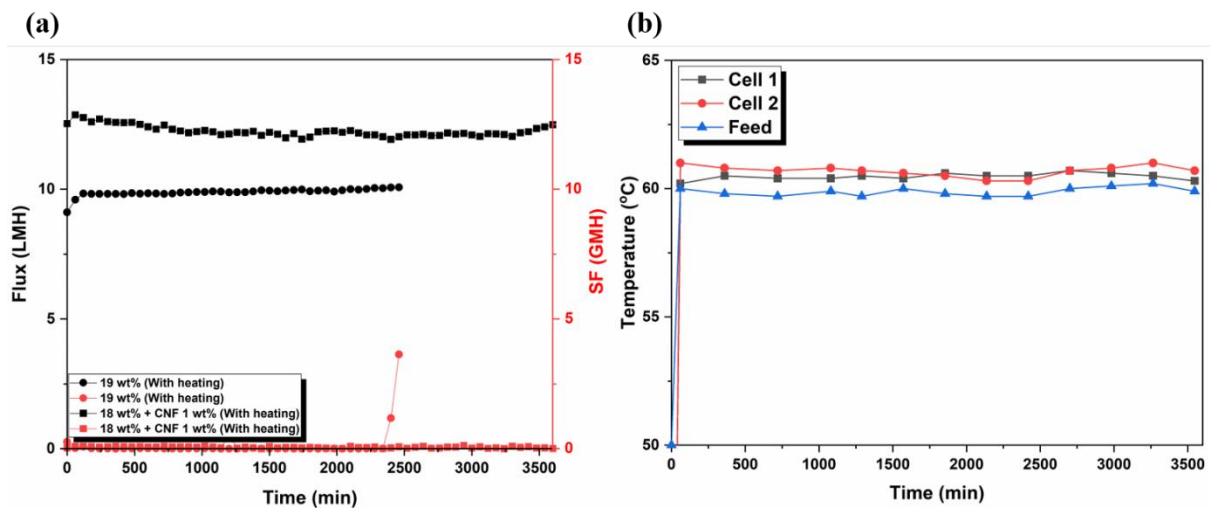 (a)
15
10
5
0
Flux (LMH)
15
10
5
0
SF (GMH)
19 wt% (With heating)
19 wt% (With heating)
18 wt% + CNF 1 wt% (With heating)
18 wt% + CNF 1 wt% (With heating)
0 500 1000 1500 2000 2500 3000 3500
Time (min)
(b)
65
60
55
50
Temperature (°C)
Cell 1
Cell 2
Feed
0 500 1000 1500 2000 2500 3000 3500
Time (min)